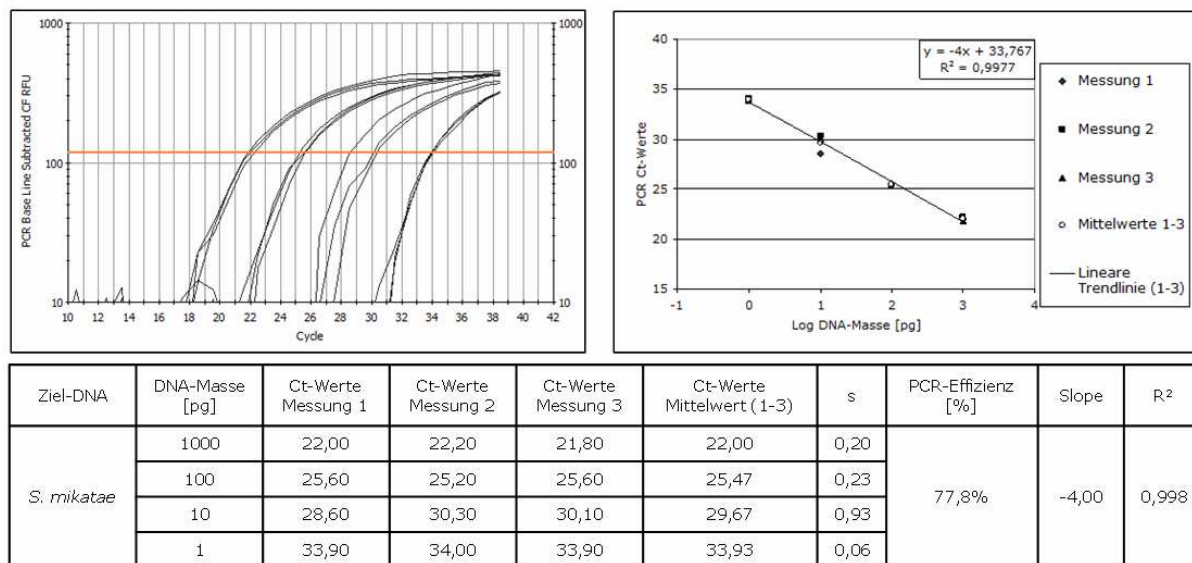 1000
100
10
PCR Base Line Subtracted CF RFU
1000
100
10
10 12 14 16 18 20 22 24 26 28 30 32 34 36 38 40 42
Cycle
40
35
30
25
20
15
PCR Ct-Werte
-1 0 1 2 3 4
Log DNA-Masse [pg]
y = -4x + 33,767
R² = 0,9977
Messung 1
Messung 2
Messung 3
Mittelwerte 1-3
Lineare
Trendlinie (1-3)
Ziel-DNA DNA-Masse [pg] Ct-Werte Messung 1 Ct-Werte Messung 2 Ct-Werte Messung 3 Ct-Werte Mittelwert (1-3) s PCR-Effizienz [%] Slope R²
S. mikatae 1000 22,00 22,20 21,80 22,00 0,20 77,8% -4,00 0,998
100 25,60 25,20 25,60 25,47 0,23
10 28,60 30,30 30,10 29,67 0,93
1 33,90 34,00 33,90 33,93 0,06